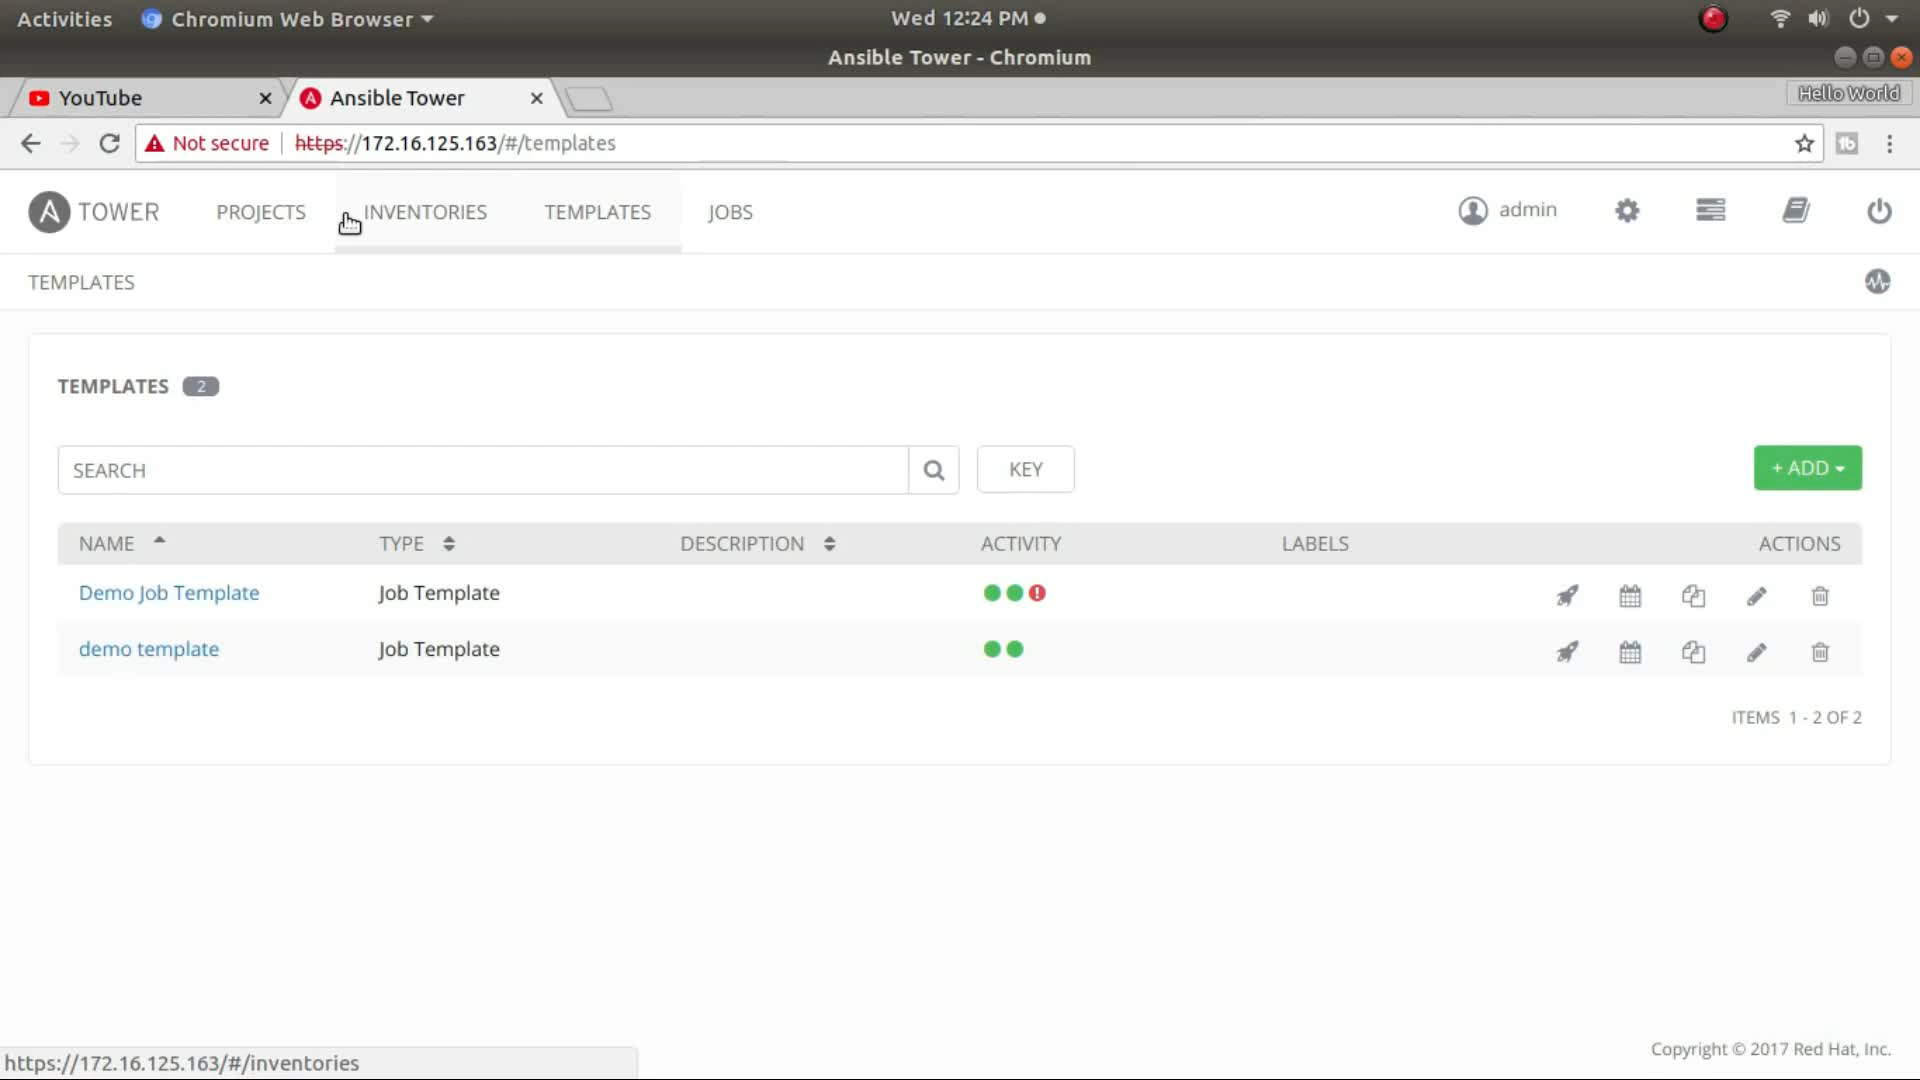 Activities Chromium Web Browser Wed 12:24 PM
Ansible Tower - Chromium
YouTube Ansible Tower Hello World
Not secure https://172.16.125.163/#/templates
TOWER PROJECTS INVENTORIES TEMPLATES JOBS admin
TEMPLATES
TEMPLATES 2
SEARCH KEY + ADD
NAME TYPE DESCRIPTION ACTIVITY LABELS ACTIONS
Demo Job Template Job Template
demo template Job Template
ITEMS 1 - 2 OF 2
Copyright © 2017 Red Hat, Inc.
https://172.16.125.163/#/inventories